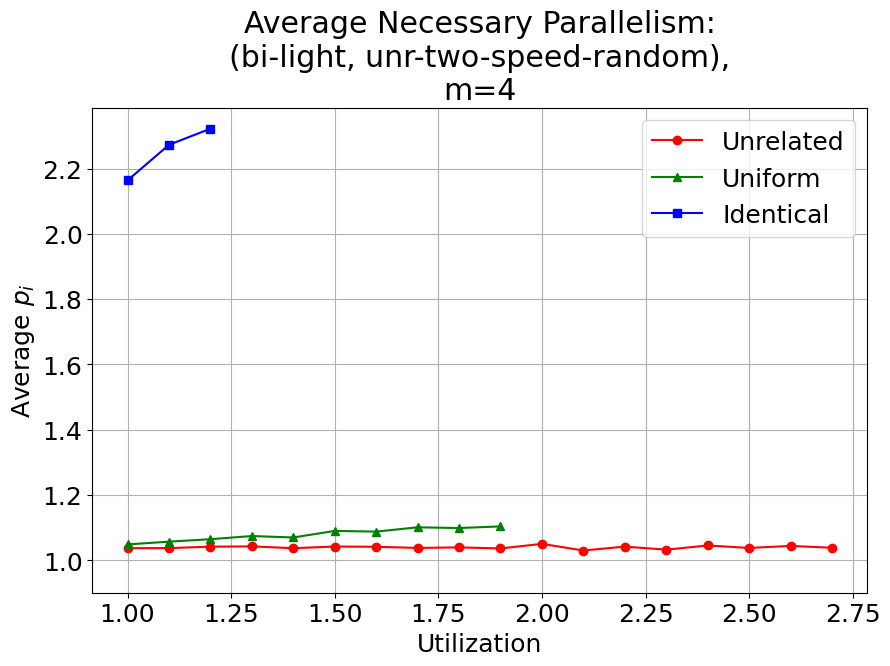 Average Necessary Parallelism:
(bi-light, unr-two-speed-random),
m=4
Unrelated
Uniform
Identical
Average p_i
2.2
2.0
1.8
1.6
1.4
1.2
1.0
1.00 1.25 1.50 1.75 2.00 2.25 2.50 2.75
Utilization